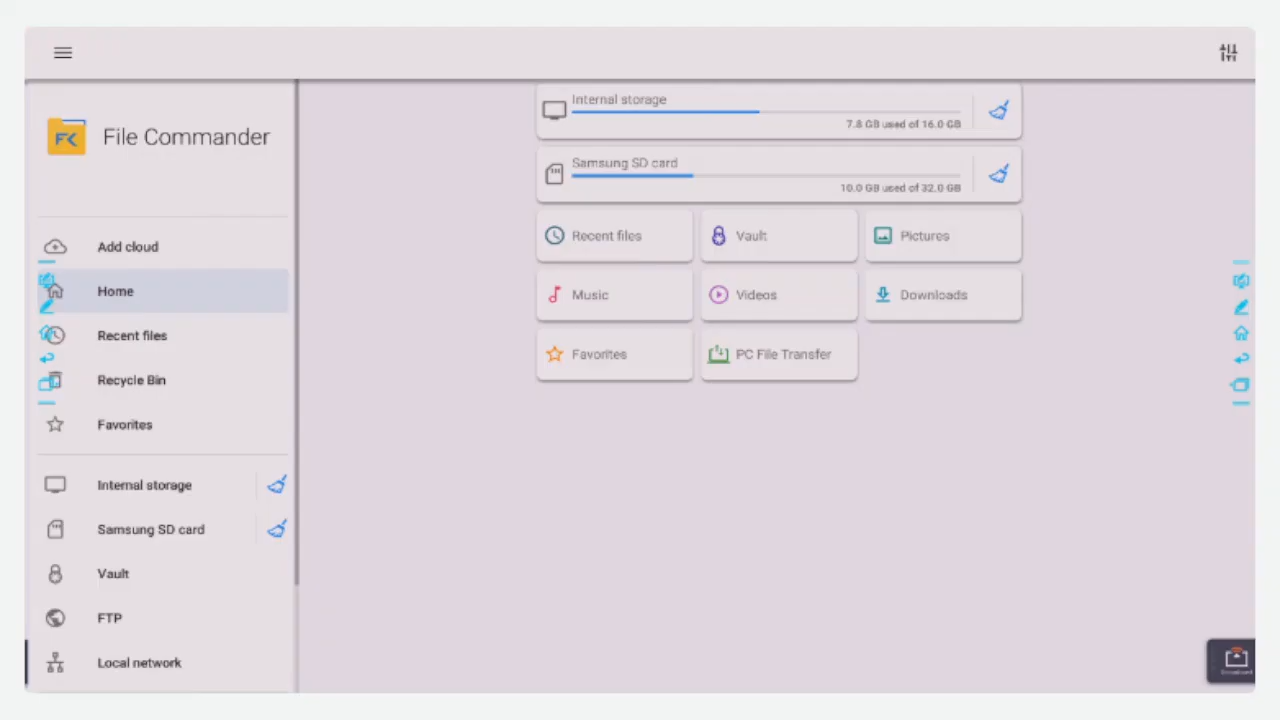 File Commander
Add cloud
Home
Recent files
Recycle Bin
Favorites
Internal storage
Samsung SD card
Vault
FTP
Local network
Internal storage
7.8 GB used of 16.0 GB
Samsung SD card
10.0 GB used of 32.0 GB
Recent files
Vault
Pictures
Music
Videos
Downloads
Favorites
PC File Transfer